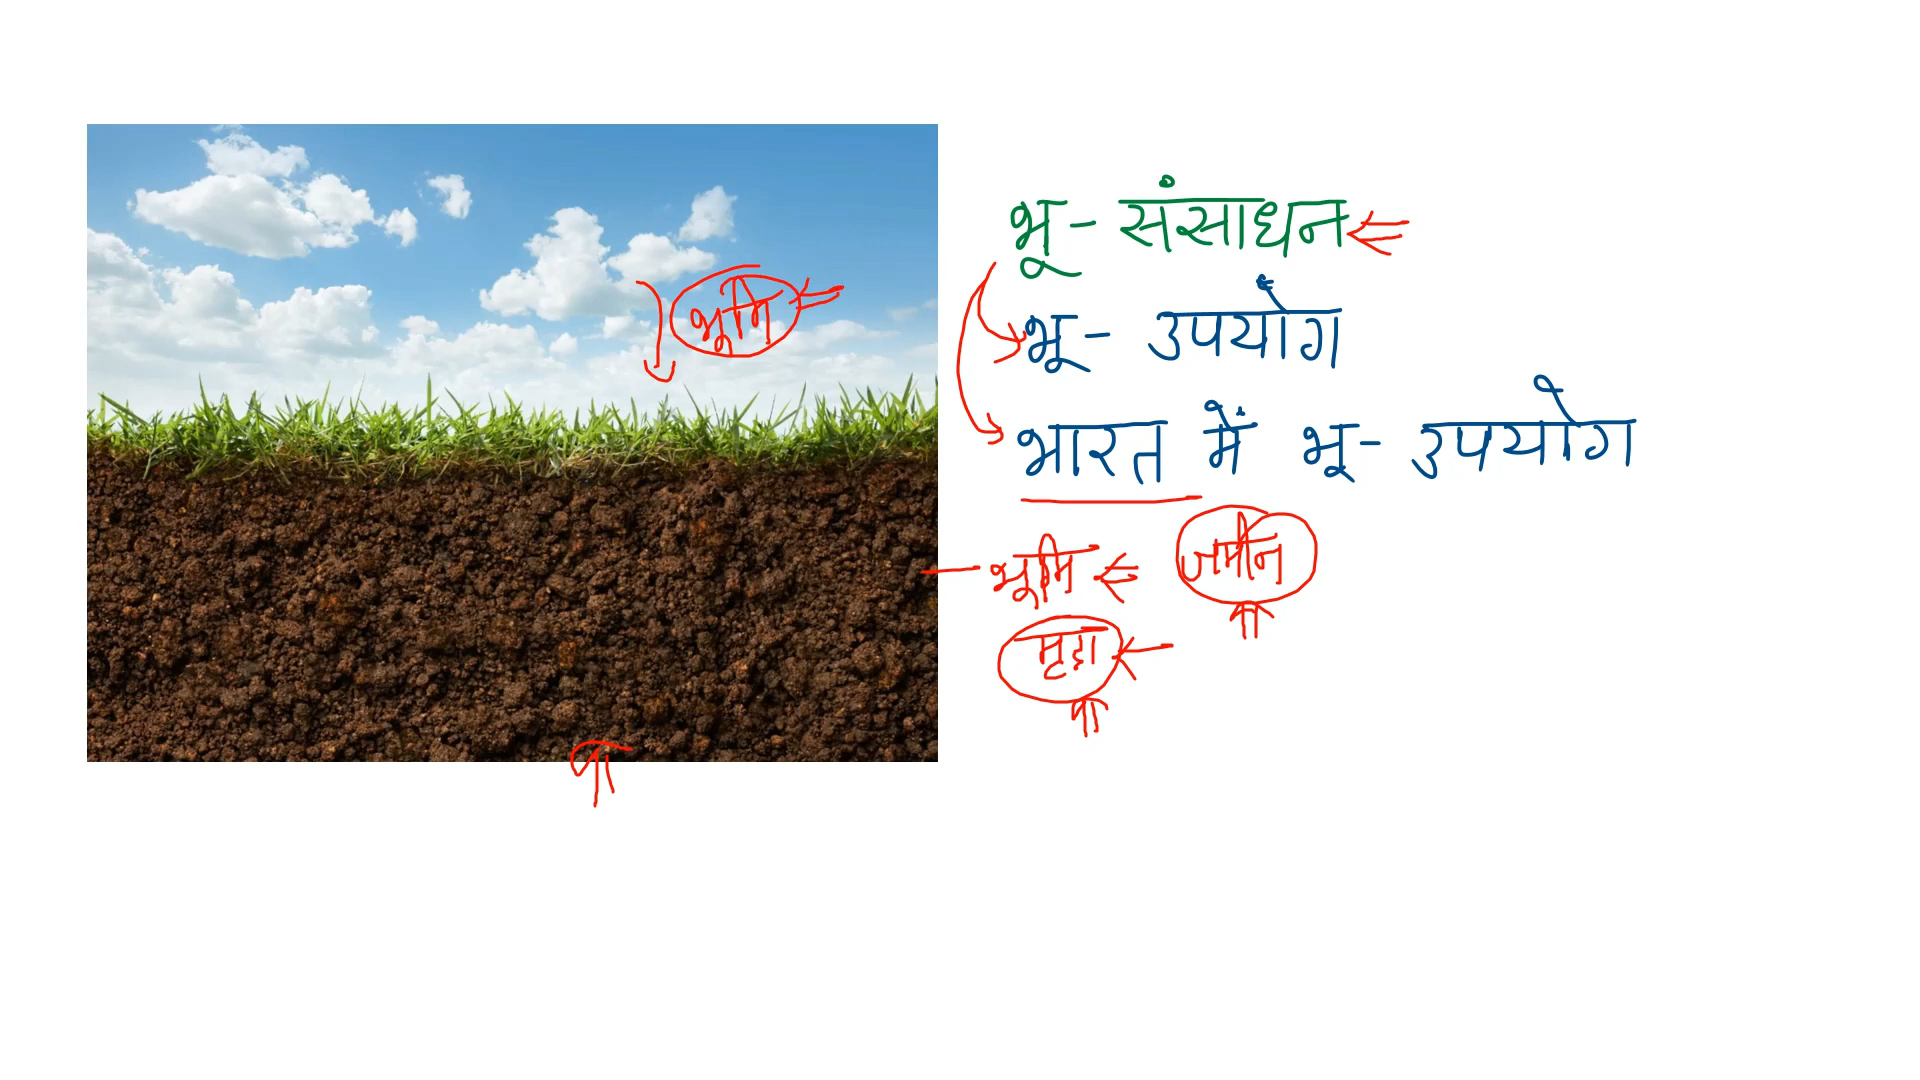 भू - संसाधन
भूमि
भू - उपयोग
भारत में भू - उपयोग
भूमि जमीन
मृदा